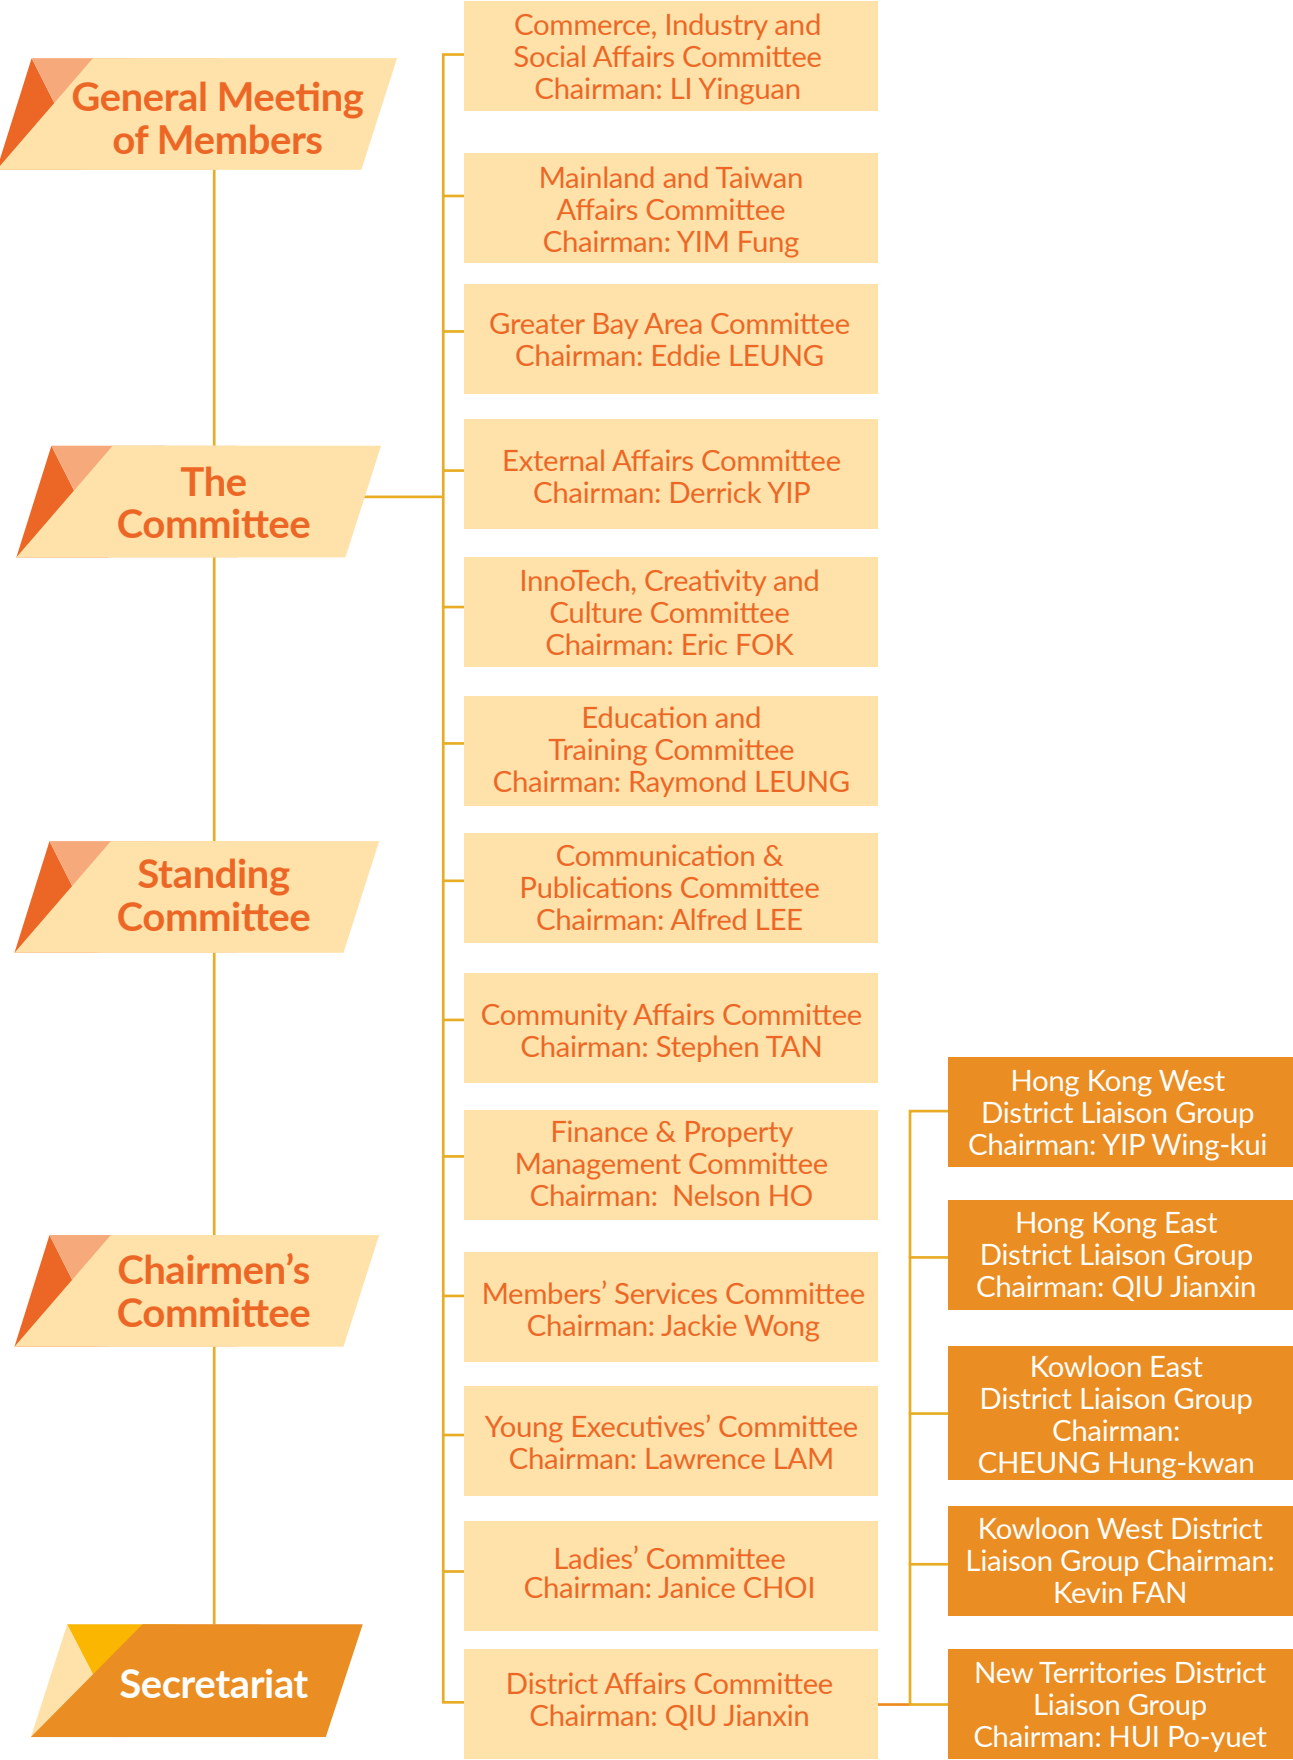 General Meeting
of Members
The
Committee
Standing
Committee
Chairmen’s
Committee
Secretariat
Commerce, Industry and
Social Affairs Committee
Chairman: LI Yinguan
Mainland and Taiwan
Affairs Committee
Chairman: YIM Fung
Greater Bay Area Committee
Chairman: Eddie LEUNG
External Affairs Committee
Chairman: Derrick YIP
InnoTech, Creativity and
Culture Committee
Chairman: Eric FOK
Education and
Training Committee
Chairman: Raymond LEUNG
Communication &
Publications Committee
Chairman: Alfred LEE
Community Affairs Committee
Chairman: Stephen TAN
Finance & Property
Management Committee
Chairman:  Nelson HO
Members’ Services Committee
Chairman: Jackie Wong
Young Executives’ Committee
Chairman: Lawrence LAM
Ladies’ Committee
Chairman: Janice CHOI
District Affairs Committee
Chairman: QIU Jianxin
Hong Kong West
District Liaison Group
Chairman: YIP Wing-kui
Hong Kong East
District Liaison Group
Chairman: QIU Jianxin
Kowloon East
District Liaison Group
Chairman:
CHEUNG Hung-kwan
Kowloon West District
Liaison Group Chairman:
Kevin FAN
New Territories District
Liaison Group
Chairman: HUI Po-yuet